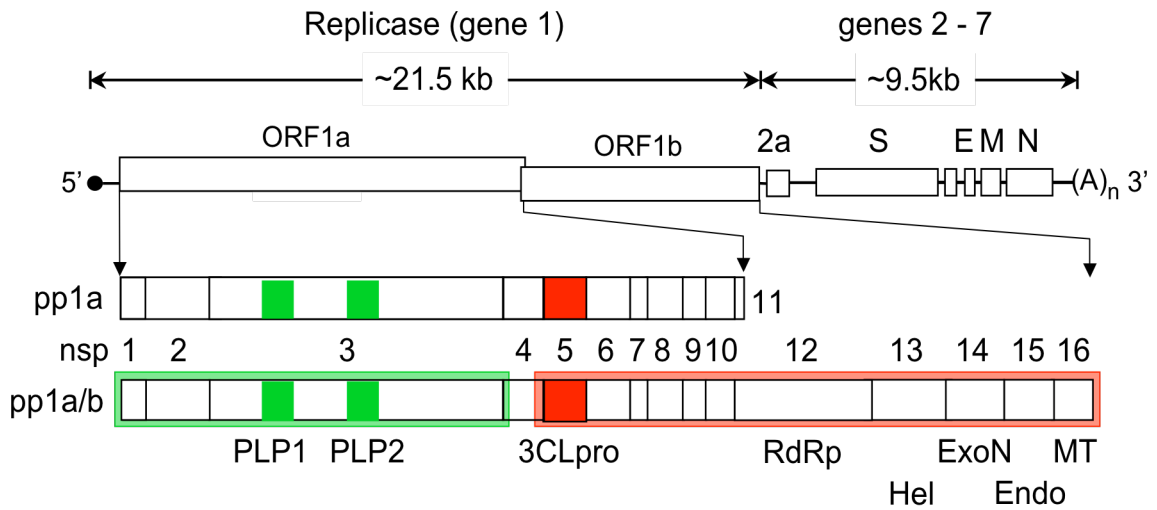 Replicase (gene 1) genes 2 - 7
~21.5 kb ~9.5kb
ORF1a ORF1b 2a S E M N
5’ (A)n 3’
pp1a 11
nsp 1 2 3 4 5 6 7 8 9 10 12 13 14 15 16
pp1a/b
PLP1 PLP2 3CLpro RdRp ExoN MT
Hel Endo